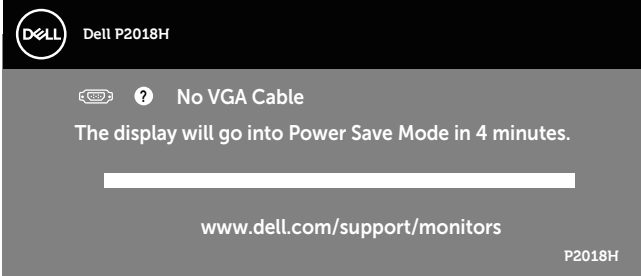 DELL
Dell P2018H
? No VGA Cable
The display will go into Power Save Mode in 4 minutes.
www.dell.com/support/monitors
P2018H